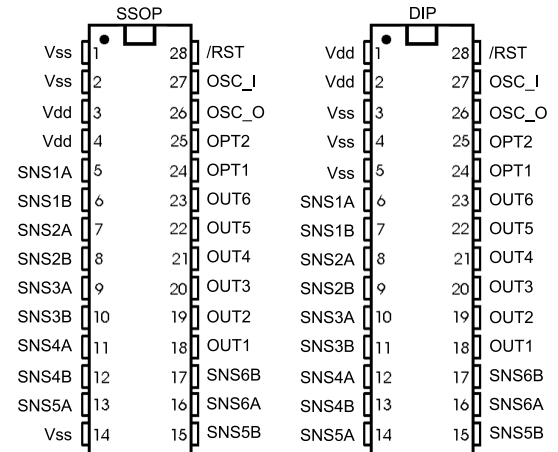 SSOP
Vss 1 28 /RST
Vss 2 27 OSC_I
Vdd 3 26 OSC_O
Vdd 4 25 OPT2
SNS1A 5 24 OPT1
SNS1B 6 23 OUT6
SNS2A 7 22 OUT5
SNS2B 8 21 OUT4
SNS3A 9 20 OUT3
SNS3B 10 19 OUT2
SNS4A 11 18 OUT1
SNS4B 12 17 SNS6B
SNS5A 13 16 SNS6A
Vss 14 15 SNS5B
DIP
Vdd 1 28 /RST
Vdd 2 27 OSC_I
Vss 3 26 OSC_O
Vss 4 25 OPT2
Vss 5 24 OPT1
SNS1A 6 23 OUT6
SNS1B 7 22 OUT5
SNS2A 8 21 OUT4
SNS2B 9 20 OUT3
SNS3A 10 19 OUT2
SNS3B 11 18 OUT1
SNS4A 12 17 SNS6B
SNS4B 13 16 SNS6A
SNS5A 14 15 SNS5B